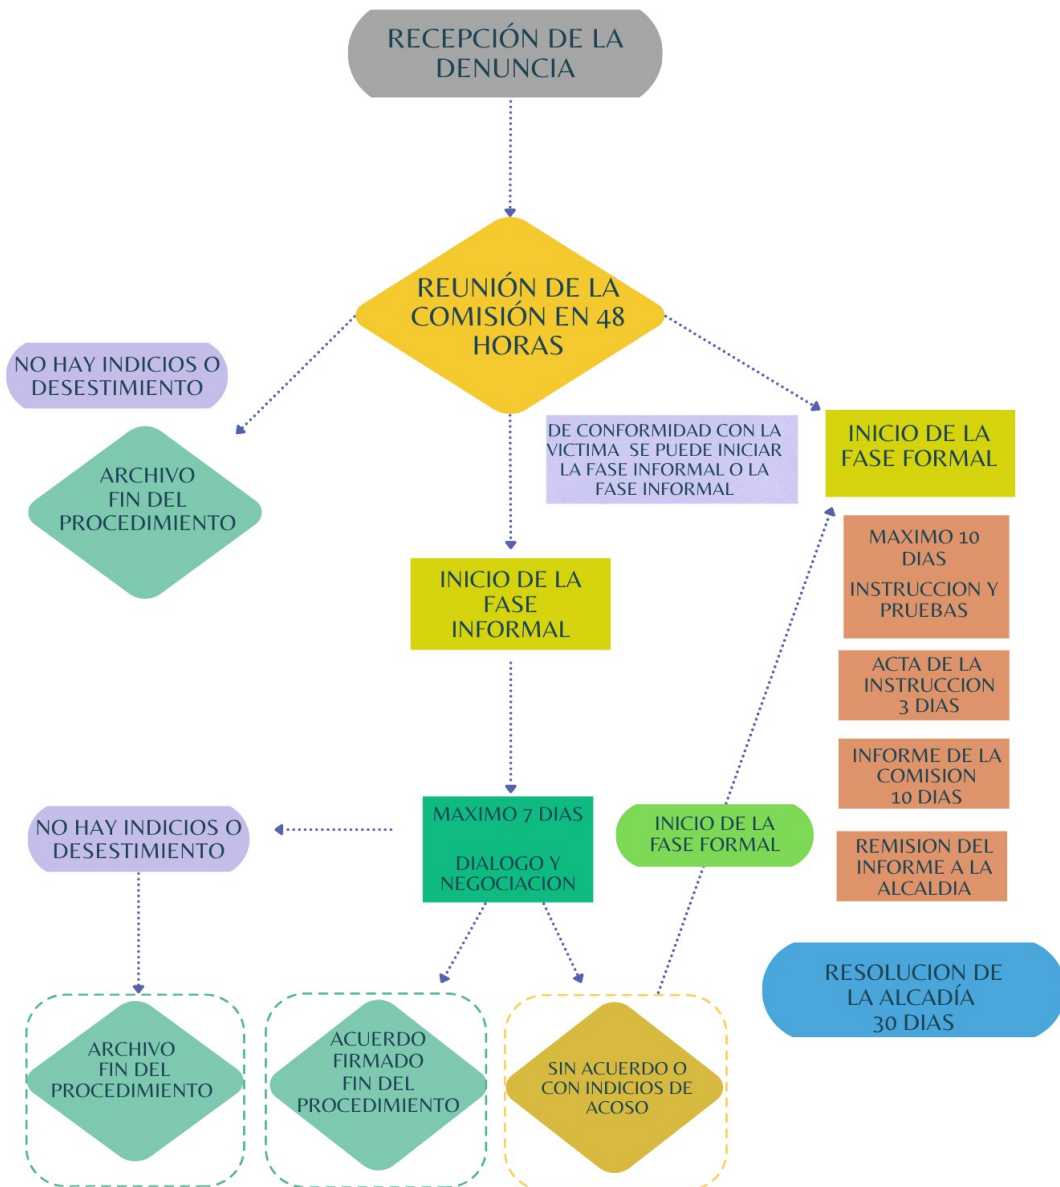 RECEPCIÓN DE LA
DENUNCIA
REUNIÓN DE LA
COMISIÓN EN 48
HORAS
NO HAY INDICIOS O
DESESTIMIENTO
ARCHIVO
FIN DEL
PROCEDIMIENTO
DE CONFORMIDAD CON LA
VICTIMA SE PUEDE INICIAR
LA FASE INFORMAL O LA
FASE INFORMAL
INICIO DE LA
FASE FORMAL
MAXIMO 10
DIAS
INSTRUCCION Y
PRUEBAS
INICIO DE LA
FASE
INFORMAL
ACTA DE LA
INSTRUCCION
3 DIAS
INFORME DE LA
COMISION
10 DIAS
NO HAY INDICIOS O
DESESTIMIENTO
MAXIMO 7 DIAS
DIALOGO Y
NEGOCIACION
INICIO DE LA
FASE FORMAL
REMISION DEL
INFORME A LA
ALCALDIA
RESOLUCION DE
LA ALCADÍA
30 DIAS
ARCHIVO
FIN DEL
PROCEDIMIENTO
ACUERDO
FIRMADO
FIN DEL
PROCEDIMIENTO
SIN ACUERDO O
CON INDICIOS DE
ACOSO